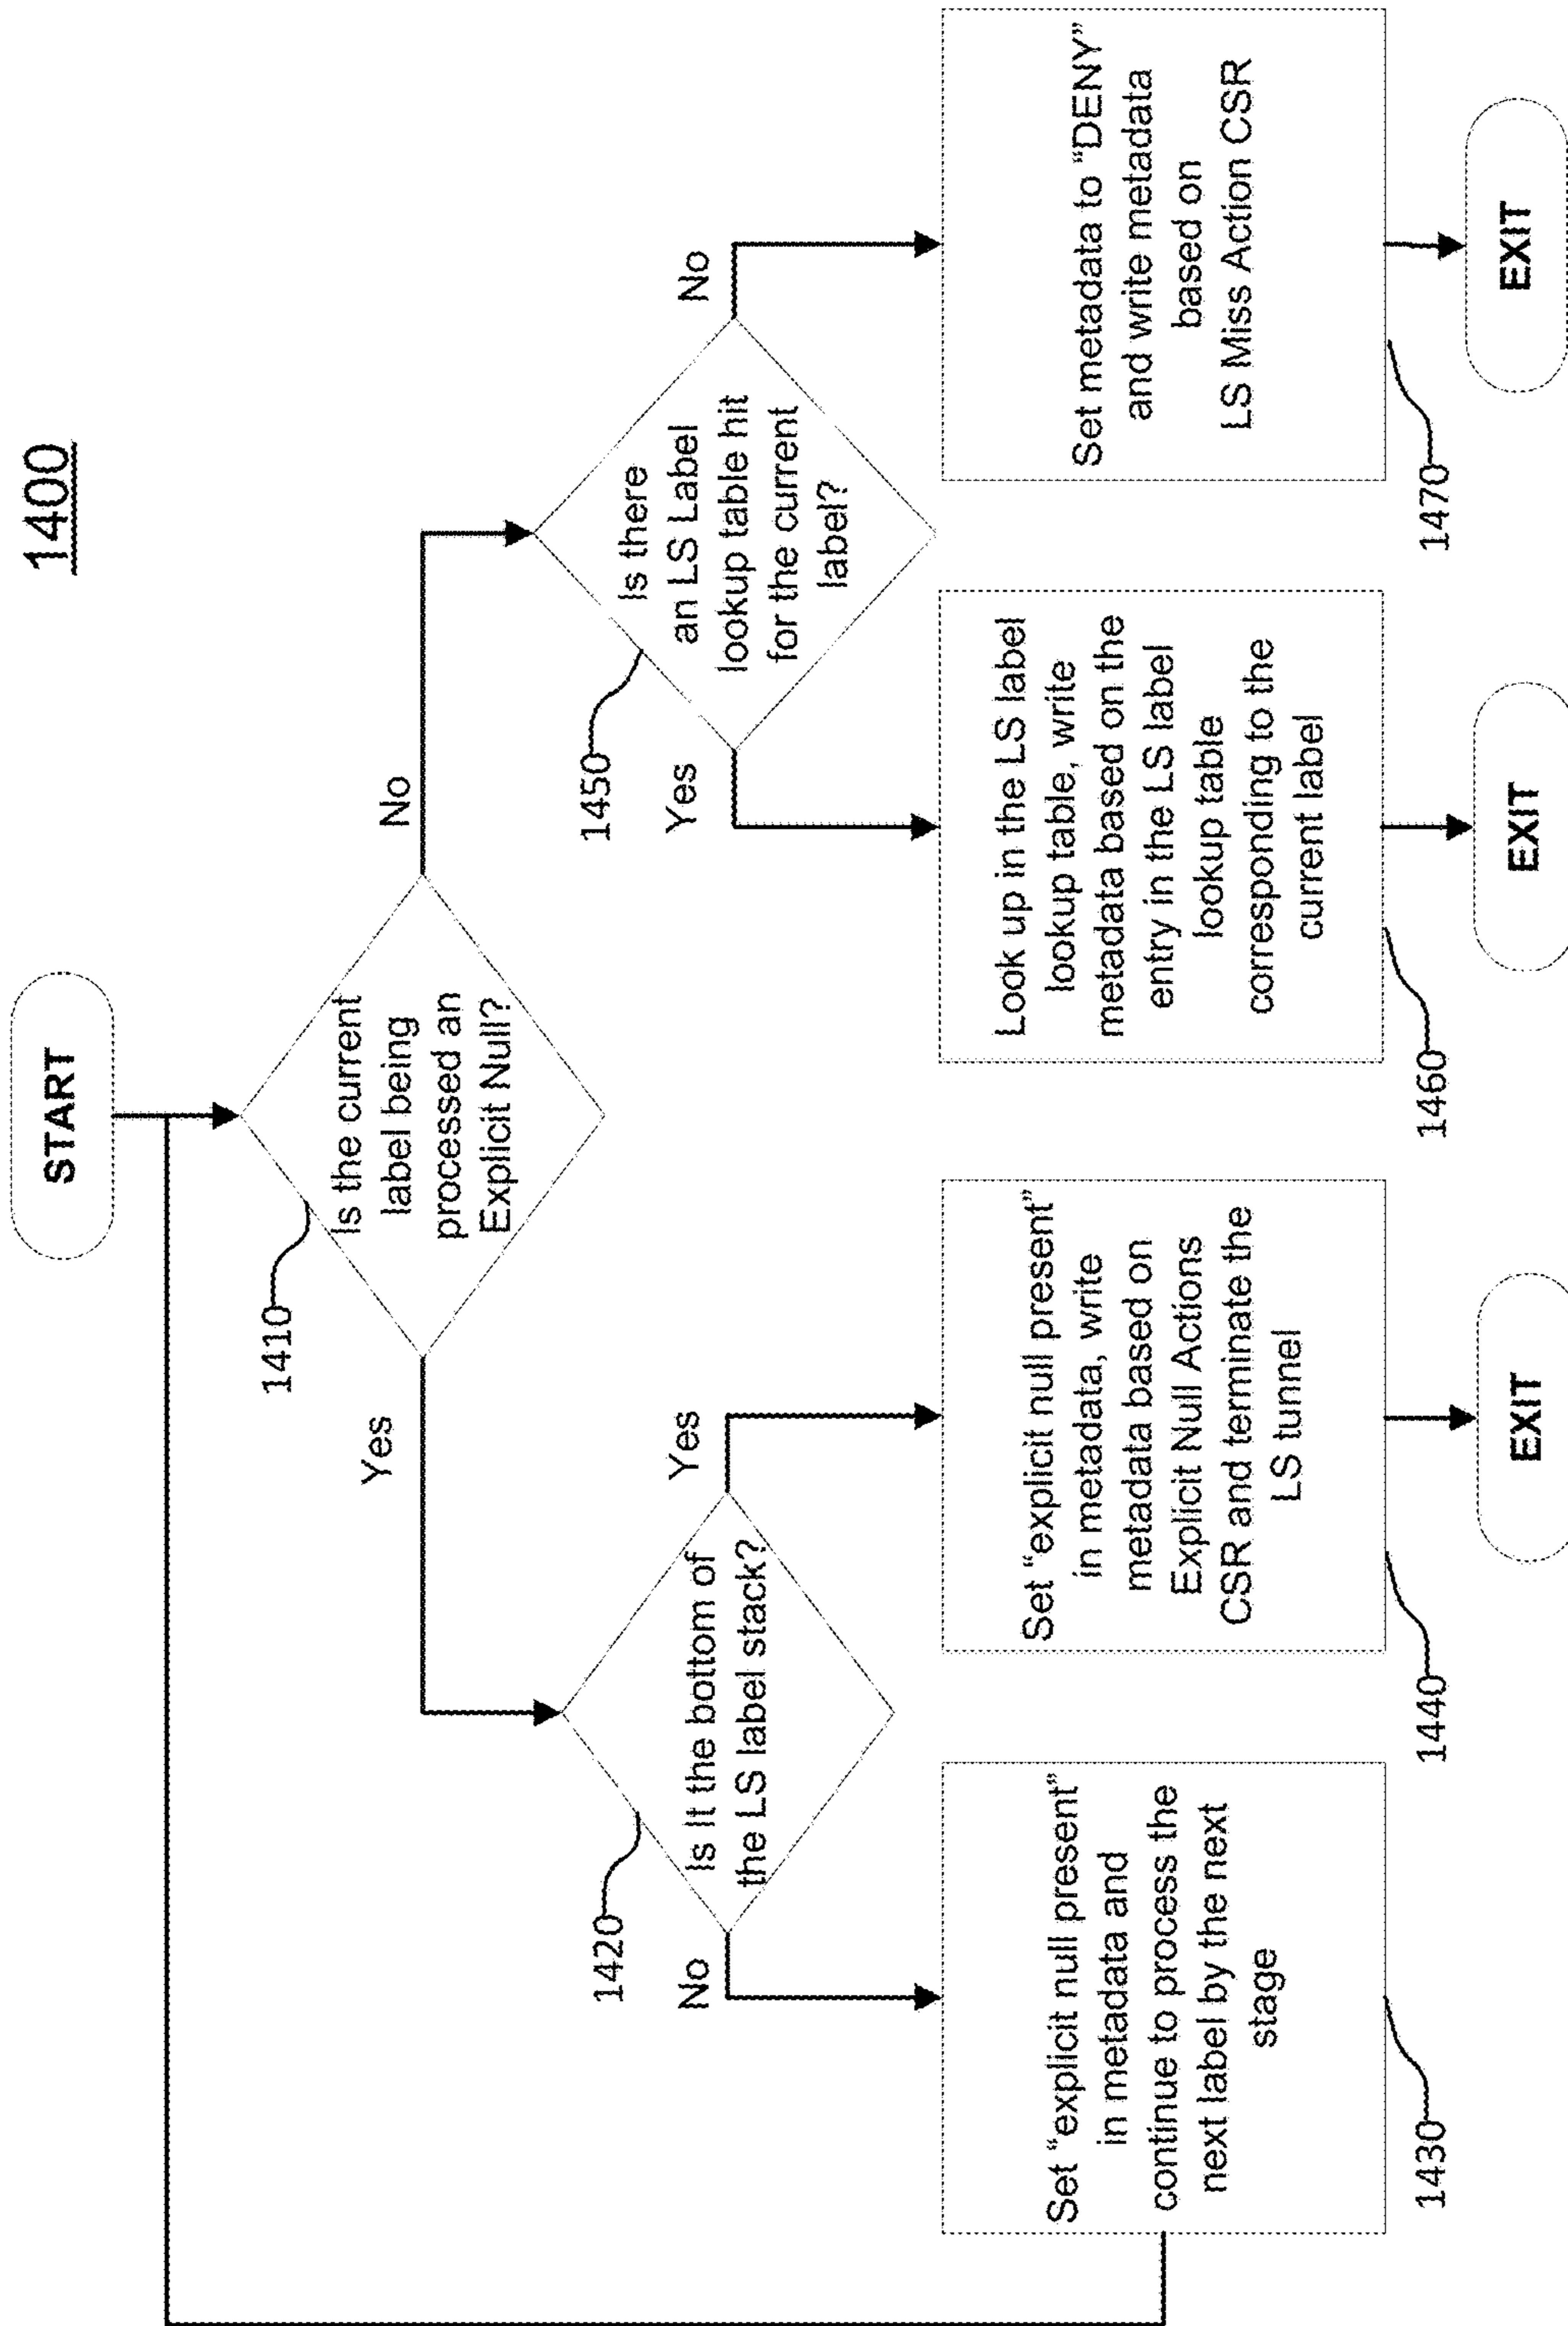 1400
START
Is the current
label being
processed an
Explicit Null?
1410
Yes
No
Is It the bottom of
the LS label stack?
1420
No
Yes
Is there
an LS Label
lookup table hit
for the current
label?
1450
Yes
No
Set “explicit null present”
in metadata and
continue to process the
next label by the next
stage
1430
Set “explicit null present”
in metadata, write
metadata based on
Explicit Null Actions
CSR and terminate the
LS tunnel
1440
EXIT
Look up in the LS label
lookup table, write
metadata based on the
entry in the LS label
lookup table
corresponding to the
current label
1460
EXIT
Set metadata to “DENY”
and write metadata
based on
LS Miss Action CSR
1470
EXIT